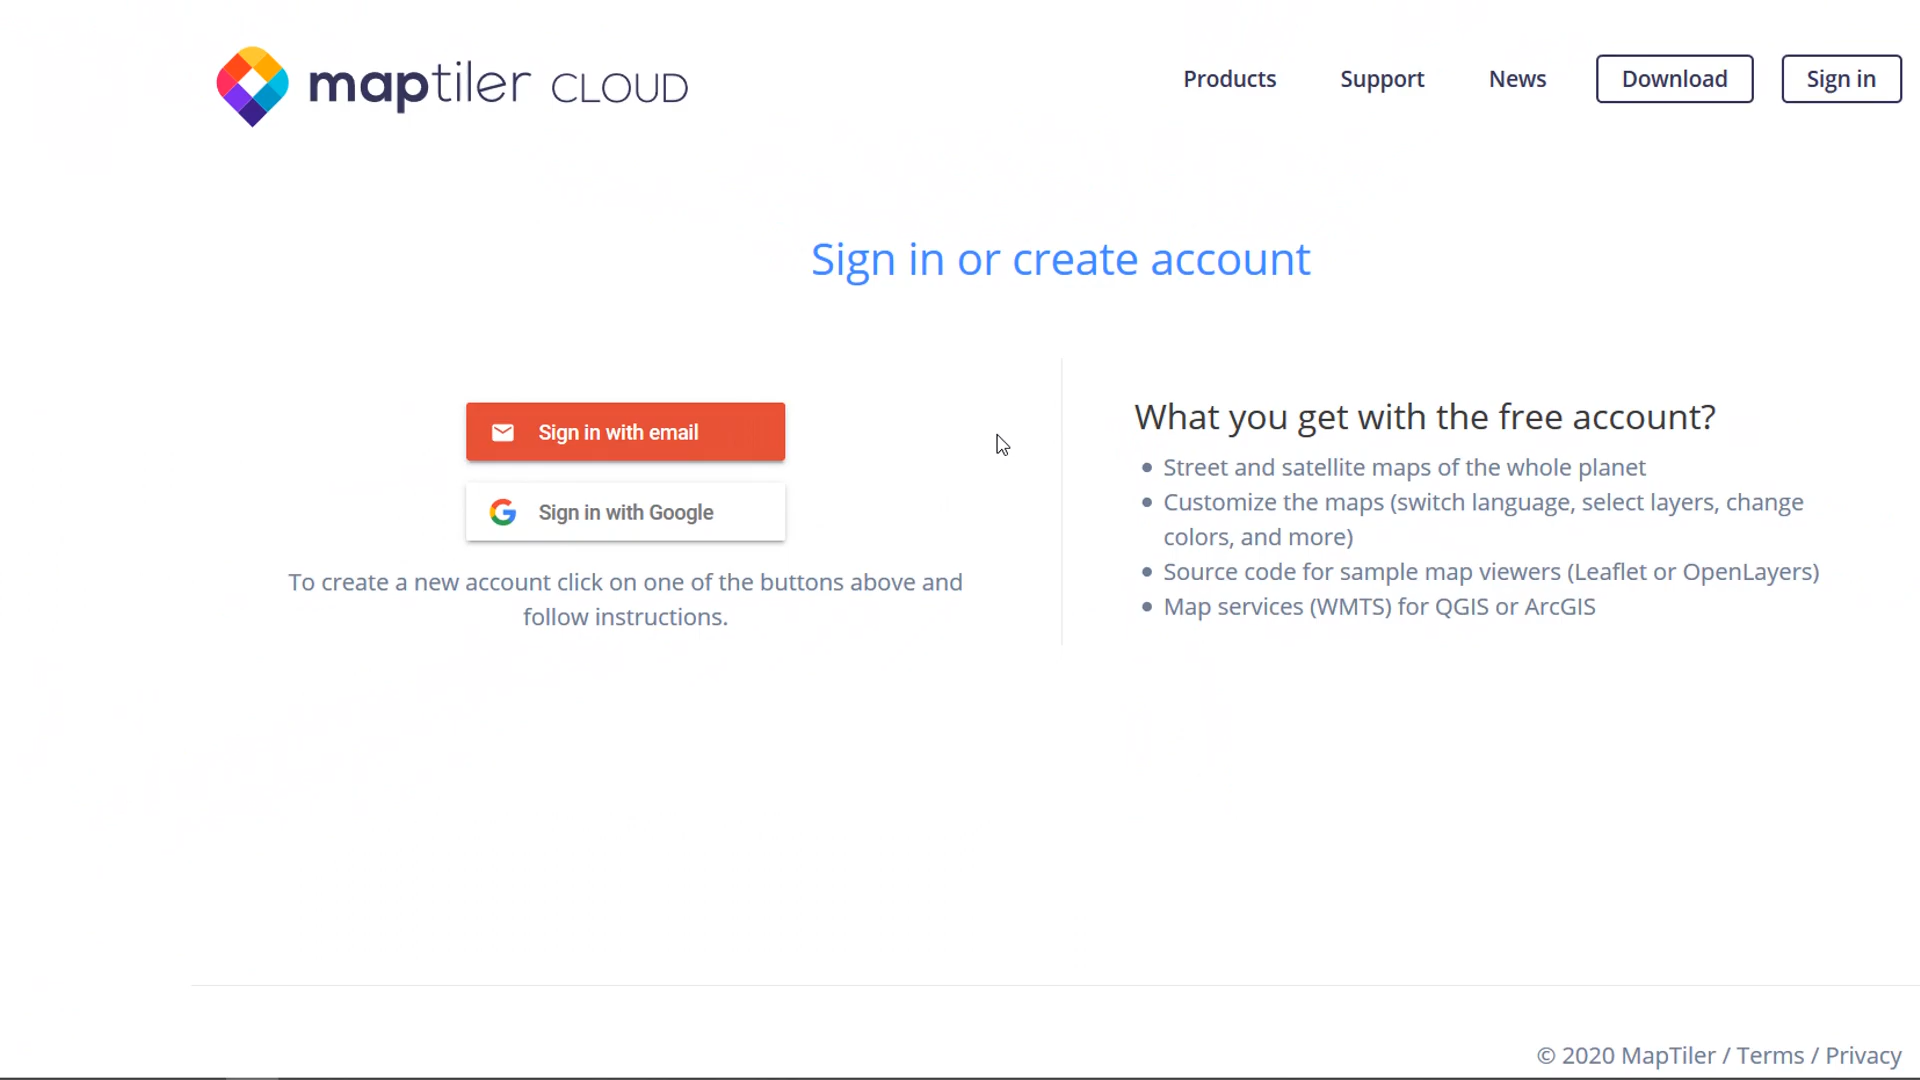 maptiler CLOUD
Products Support News Download Sign in
Sign in or create account
Sign in with email
Sign in with Google
To create a new account click on one of the buttons above and
follow instructions.
What you get with the free account?
Street and satellite maps of the whole planet
Customize the maps (switch language, select layers, change
colors, and more)
Source code for sample map viewers (Leaflet or OpenLayers)
Map services (WMTS) for QGIS or ArcGIS
© 2020 MapTiler / Terms / Privacy